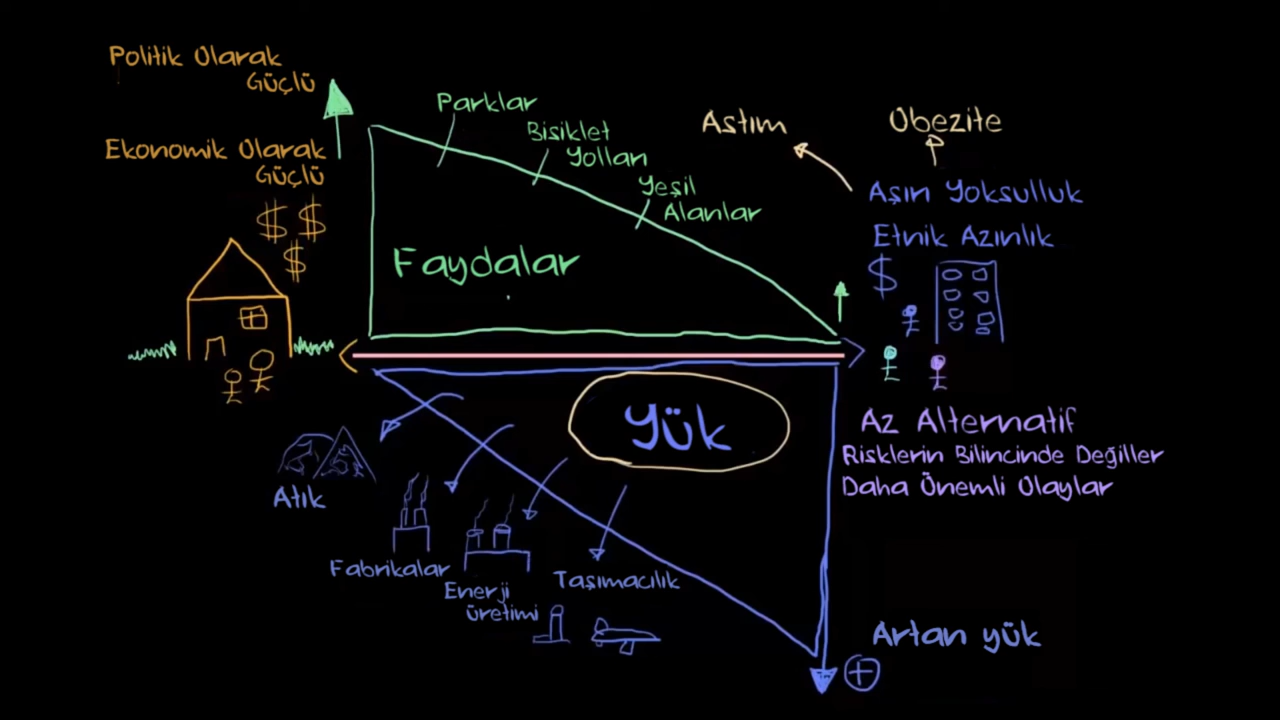 Politik Olarak
Güçlü
Ekonomik Olarak
Güçlü
$ $
$
Parklar
Bisiklet
Yolları
Yeşil
Alanlar
Faydalar
Astım
Obezite
Aşırı Yoksulluk
Etnik Azınlık
$
Yük
Az Alternatif
Risklerin Bilincinde Değiller
Daha Önemli Olaylar
Atık
Fabrikalar
Enerji
üretimi
Taşımacılık
Artan yük
+